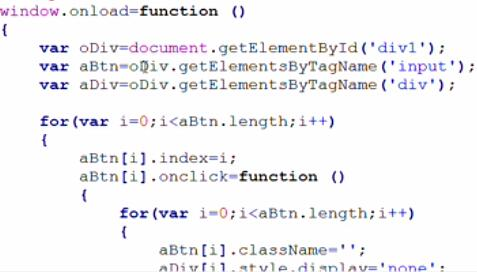 window.onload=function ()
{
    var oDiv=document.getElementById('div1');
    var aBtn=oDiv.getElementsByTagName('input');
    var aDiv=oDiv.getElementsByTagName('div');

    for(var i=0;i<aBtn.length;i++)
    {
        aBtn[i].index=i;
        aBtn[i].onclick=function ()
        {
            for(var i=0;i<aBtn.length;i++)
            {
                aBtn[i].className='';
                aDiv[i].style.display='none';